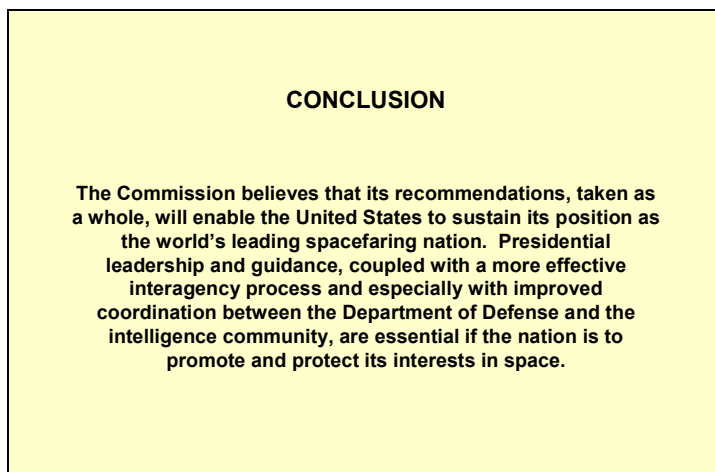 CONCLUSION
The Commission believes that its recommendations, taken as
a whole, will enable the United States to sustain its position as
the world's leading spacefaring nation.  Presidential
leadership and guidance, coupled with a more effective
interagency process and especially with improved
coordination between the Department of Defense and the
intelligence community, are essential if the nation is to
promote and protect its interests in space.